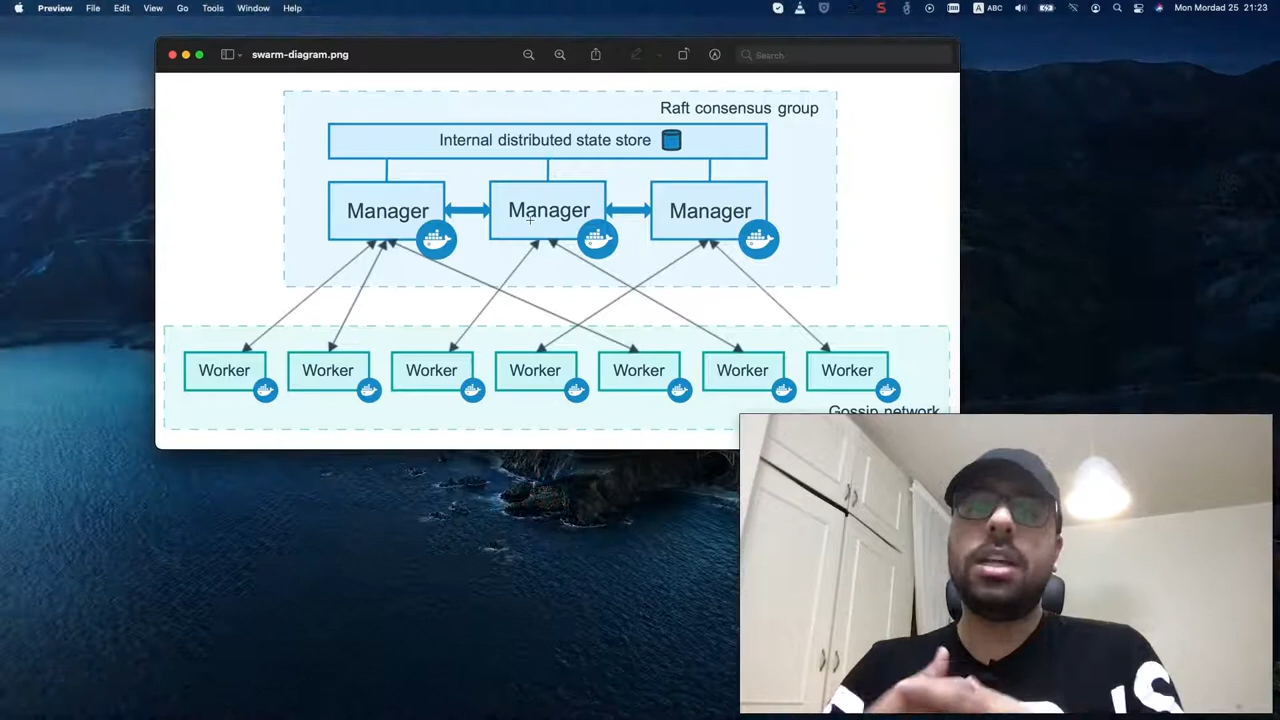 Preview File Edit View Go Tools Window Help
ABC
Mon Mordad 25 21:23
swarm-diagram.png
Search
Raft consensus group
Internal distributed state store
Manager Manager Manager
Worker Worker Worker Worker Worker Worker Worker
Gossip network